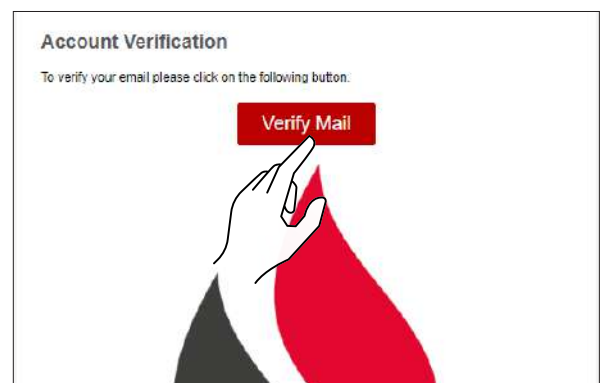 Account Verification
To verify your email please click on the following button.
Verify Mail